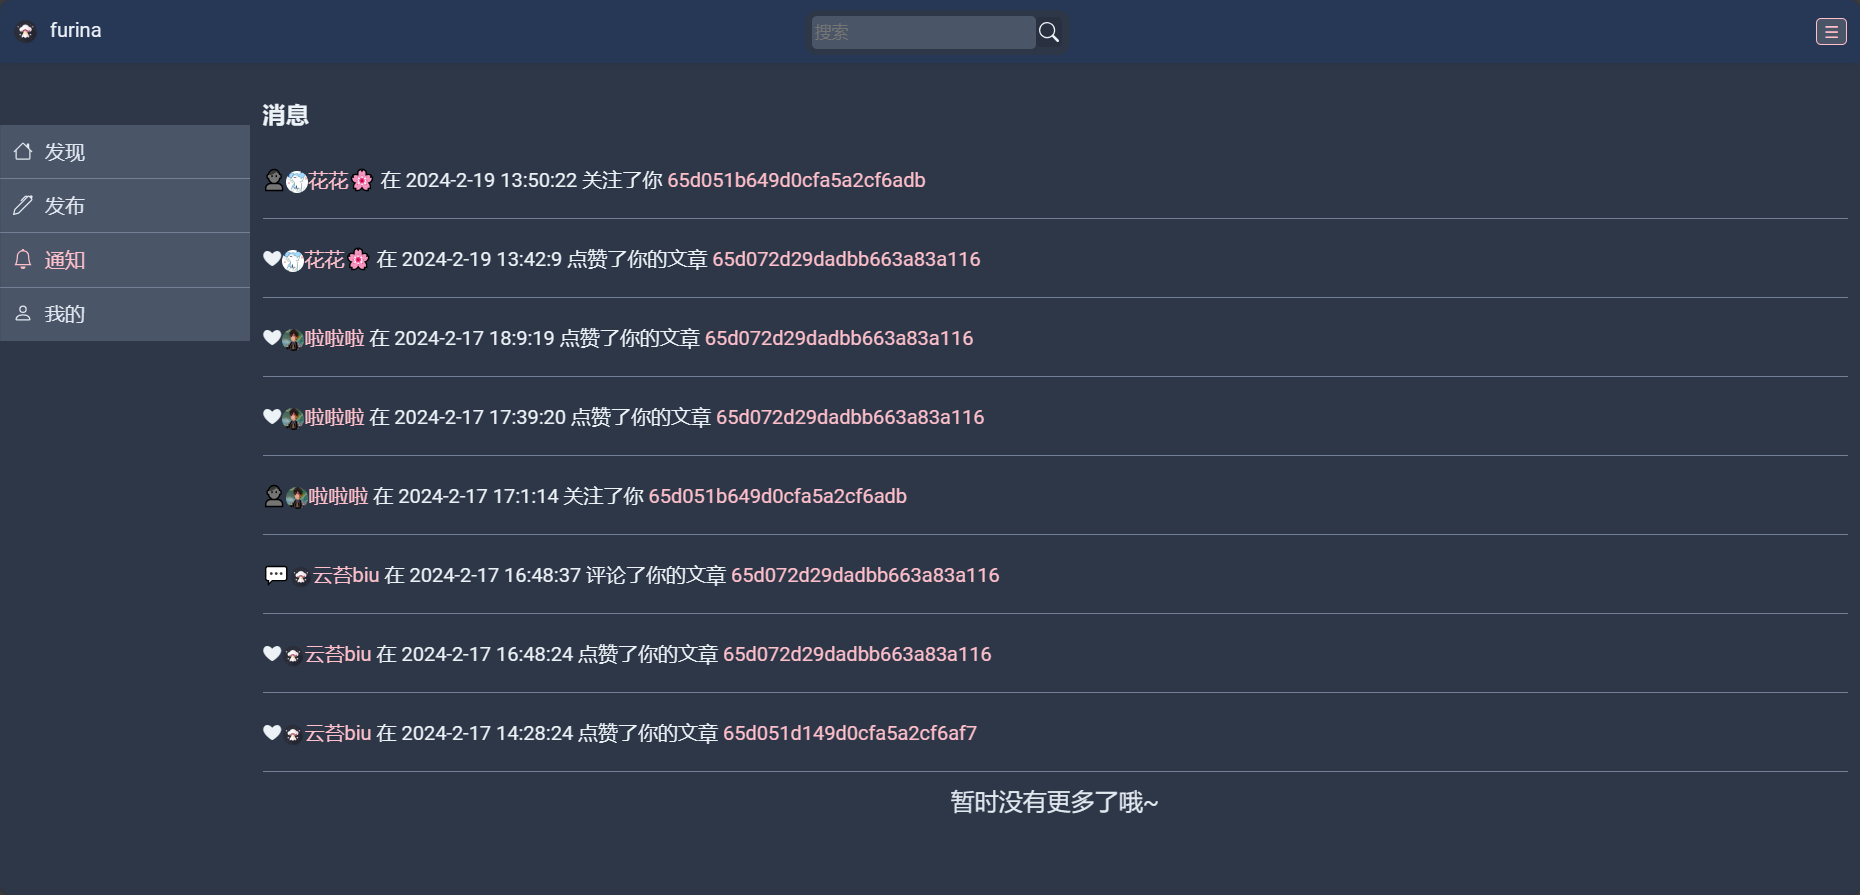 furina
搜索
发现
发布
通知
我的
消息
花花🌸 在 2024-2-19 13:50:22 关注了你 65d051b649d0cfa5a2cf6adb
花花🌸 在 2024-2-19 13:42:9 点赞了你的文章 65d072d29dadbb663a83a116
啦啦啦 在 2024-2-17 18:9:19 点赞了你的文章 65d072d29dadbb663a83a116
啦啦啦 在 2024-2-17 17:39:20 点赞了你的文章 65d072d29dadbb663a83a116
啦啦啦 在 2024-2-17 17:1:14 关注了你 65d051b649d0cfa5a2cf6adb
云苔biu 在 2024-2-17 16:48:37 评论了你的文章 65d072d29dadbb663a83a116
云苔biu 在 2024-2-17 16:48:24 点赞了你的文章 65d072d29dadbb663a83a116
云苔biu 在 2024-2-17 14:28:24 点赞了你的文章 65d051d149d0cfa5a2cf6af7
暂时没有更多了哦~